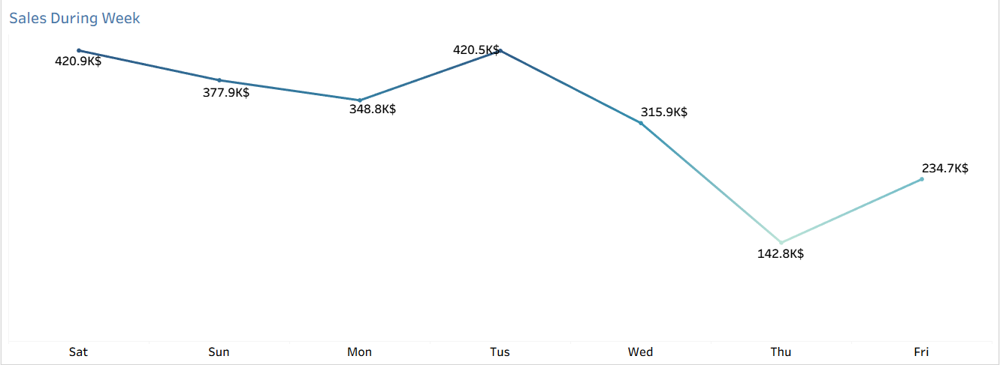 Sales During Week
420.9K$
377.9K$
348.8K$
420.5K$
315.9K$
142.8K$
234.7K$
Sat Sun Mon Tus Wed Thu Fri